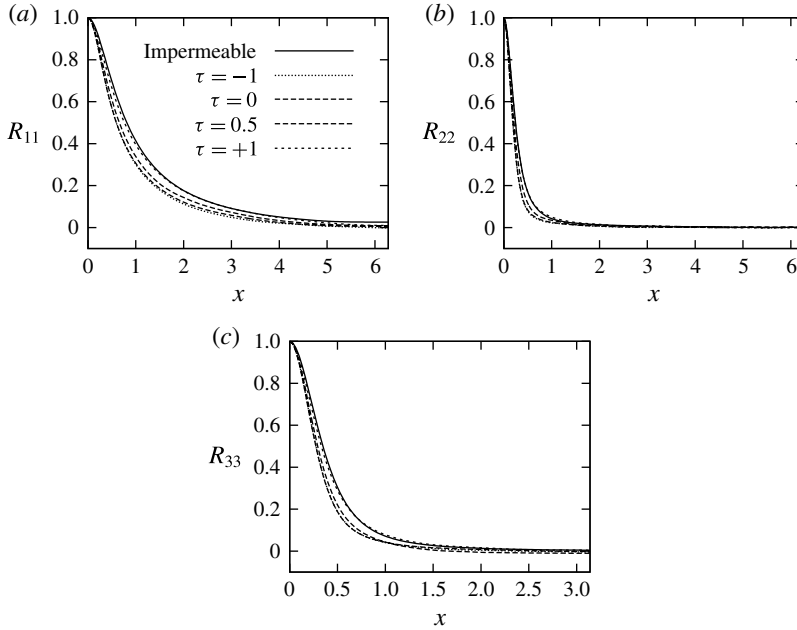 (a)
1.0
0.8
0.6
0.4
0.2
0
R11
Impermeable
τ = −1
τ = 0
τ = 0.5
τ = +1
0 1 2 3 4 5 6
x
(b)
1.0
0.8
0.6
0.4
0.2
0
R22
0 1 2 3 4 5 6
x
(c)
1.0
0.8
0.6
0.4
0.2
0
R33
0 0.5 1.0 1.5 2.0 2.5 3.0
x